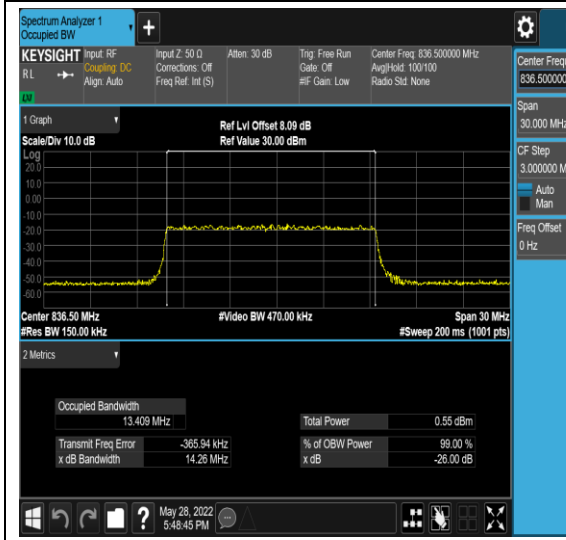 Spectrum Analyzer 1
Occupied BW
+
KEYSIGHT Input: RF Input Z: 50 Ω Atten: 30 dB Trig: Free Run Center Freq: 836.500000 MHz
RL Coupling: DC Corrections: Off Gate: Off Avg|Hold: 100/100
Align: Auto Freq Ref: Int (S) #IF Gain: Low Radio Std: None
1 Graph
Ref Lvl Offset 8.09 dB
Scale/Div 10.0 dB Ref Value 30.00 dBm
Log
20.0
10.0
0.00
-10.0
-20.0
-30.0
-40.0
-50.0
-60.0
Center 836.50 MHz #Video BW 470.00 kHz Span 30 MHz
#Res BW 150.00 kHz #Sweep 200 ms (1001 pts)
2 Metrics
Occupied Bandwidth
13.409 MHz Total Power 0.55 dBm
Transmit Freq Error -365.94 kHz % of OBW Power 99.00 %
x dB Bandwidth 14.26 MHz x dB -26.00 dB
? May 28, 2022
5:48:45 PM
Center Frequ
836.500000
Span
30.000 MHz
CF Step
3.000000 M
Auto
Man
Freq Offset
0 Hz